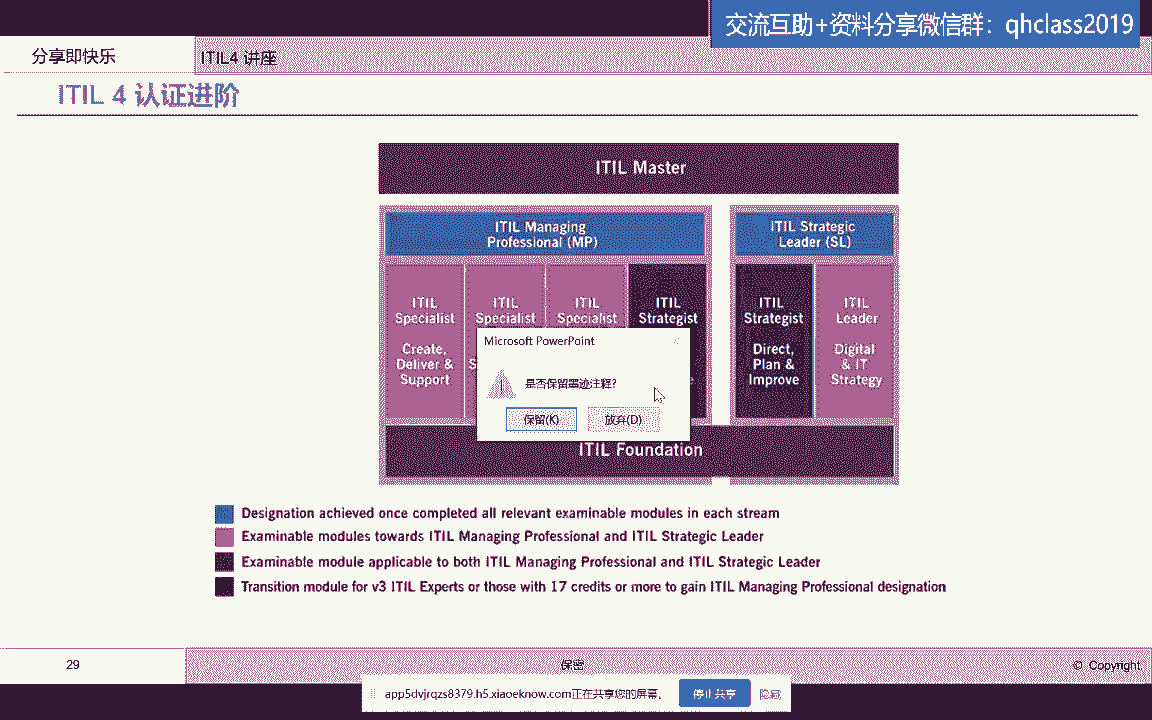 交流互助+资料分享微信群：qhclass2019
分享即快乐
ITIL4 讲座
ITIL 4 认证进阶
ITIL Master
ITIL Managing
Professional (MP)
ITIL Strategic
Leader (SL)
ITIL
Specialist
Create,
Deliver &
Support
ITIL
Specialist
S
ITIL
Specialist
ITIL
Strategist
e
ITIL
Strategist
Direct,
Plan &
Improve
ITIL
Leader
Digital
& IT
Strategy
Microsoft PowerPoint
是否保留墨迹注释?
保留(K)
放弃(D)
ITIL Foundation
Designation achieved once completed all relevant examinable modules in each stream
Examinable modules towards ITIL Managing Professional and ITIL Strategic Leader
Examinable module applicable to both ITIL Managing Professional and ITIL Strategic Leader
Transition module for v3 ITIL Experts or those with 17 credits or more to gain ITIL Managing Professional designation
29
保密
© Copyright
app5dvjrqzs8379.h5.xiaoeknow.com正在共享您的屏幕。
停止共享
隐藏